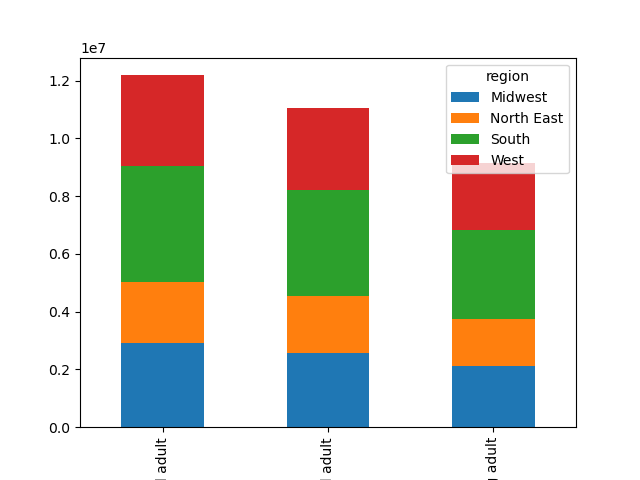 1e7
region
Midwest
North East
South
West
1.2
1.0
0.8
0.6
0.4
0.2
0.0
adult
adult
adult